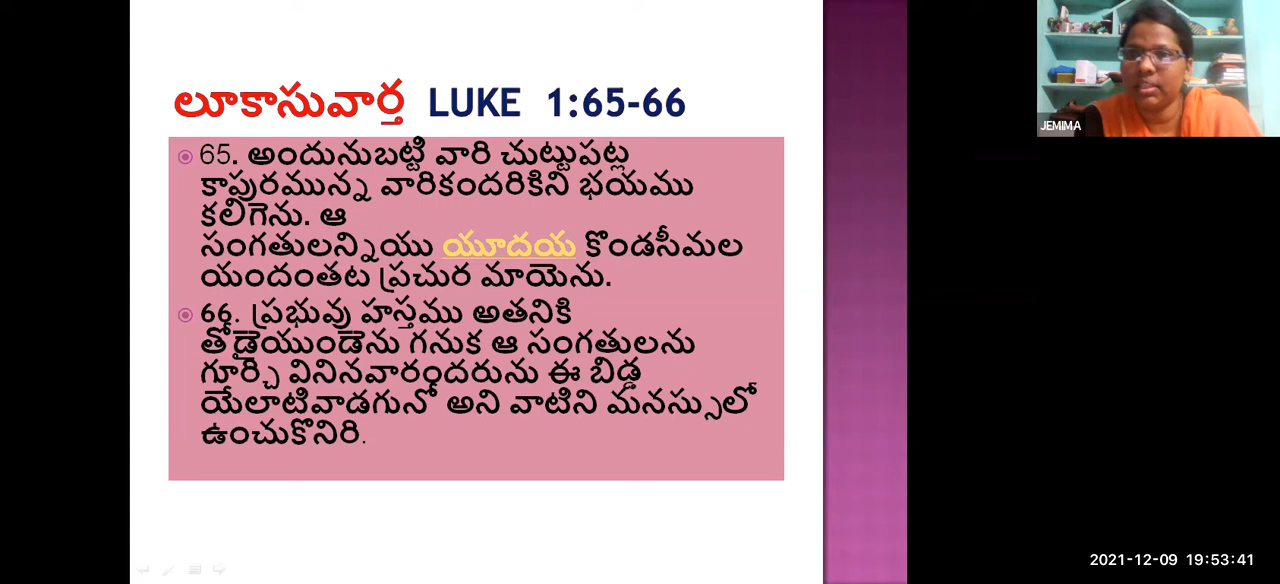 లూకాసువార్త LUKE 1:65-66
65. అందునుబట్టి వారి చుట్టుపట్ల
కాపురమున్న వారికందరికిని భయము
కలిగెను. ఆ
సంగతులన్నియు యూదయ కొండసీమల
యందంతట ప్రచుర మాయెను.
66. ప్రభువు హస్తము అతనికి
తోడైయుండెను గనుక ఆ సంగతులను
గూర్చి వినినవారందరును ఈ బిడ్డ
యేలాటివాడగునో అని వాటిని మనస్సులో
ఉంచుకొనిరి.
JEMIMA
2021-12-09 19:53:41